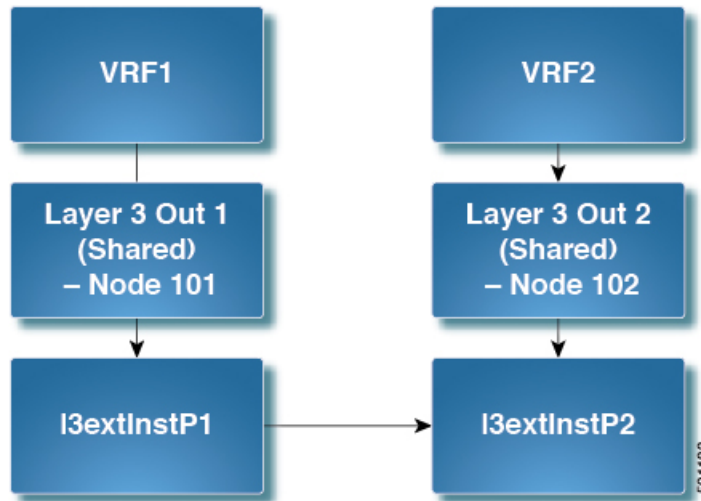 VRF1
VRF2
Layer 3 Out 1
(Shared)
– Node 101
Layer 3 Out 2
(Shared)
– Node 102
l3extInstP1
l3extInstP2